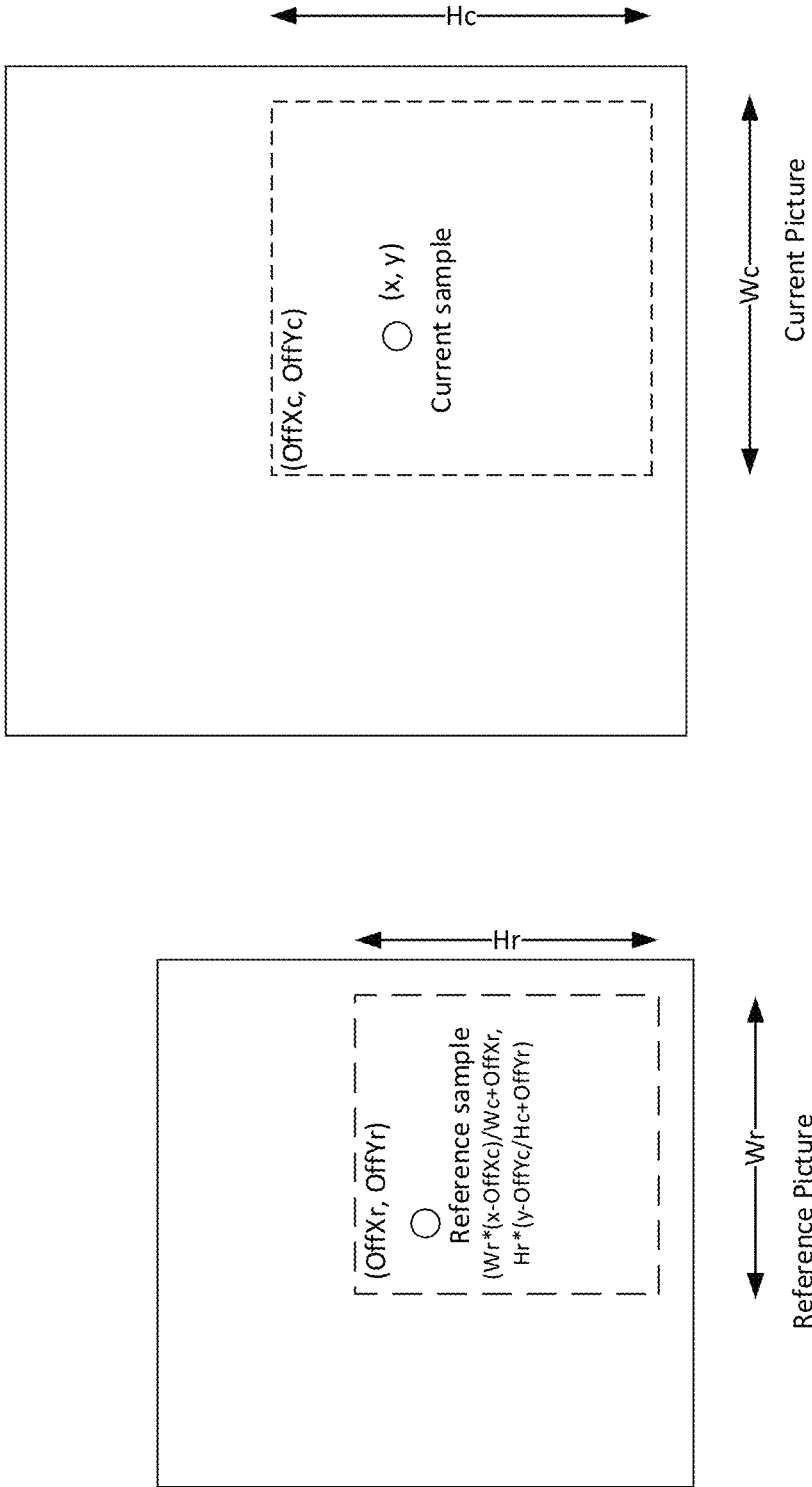 (OffXr, OffYr)
Reference sample
(Wr*(x-OffXc)/Wc+OffXr,
Hr*(y-OffYc/Hc+OffYr)
Hr
Wr
Reference Picture
(OffXc, OffYc)
(x, y)
Current sample
Hc
Wc
Current Picture